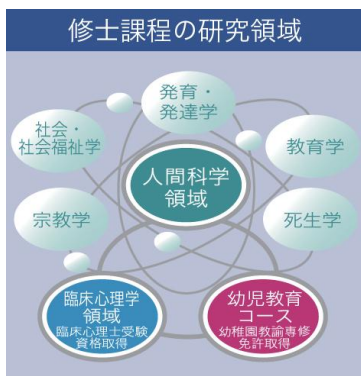 修士課程の研究領域
発育・
発達学
社会・
社会福祉学
教育学
人間科学
領域
宗教学
死生学
臨床心理学
領域
臨床心理士受験
資格取得
幼児教育
コース
幼稚園教諭専修
免許取得